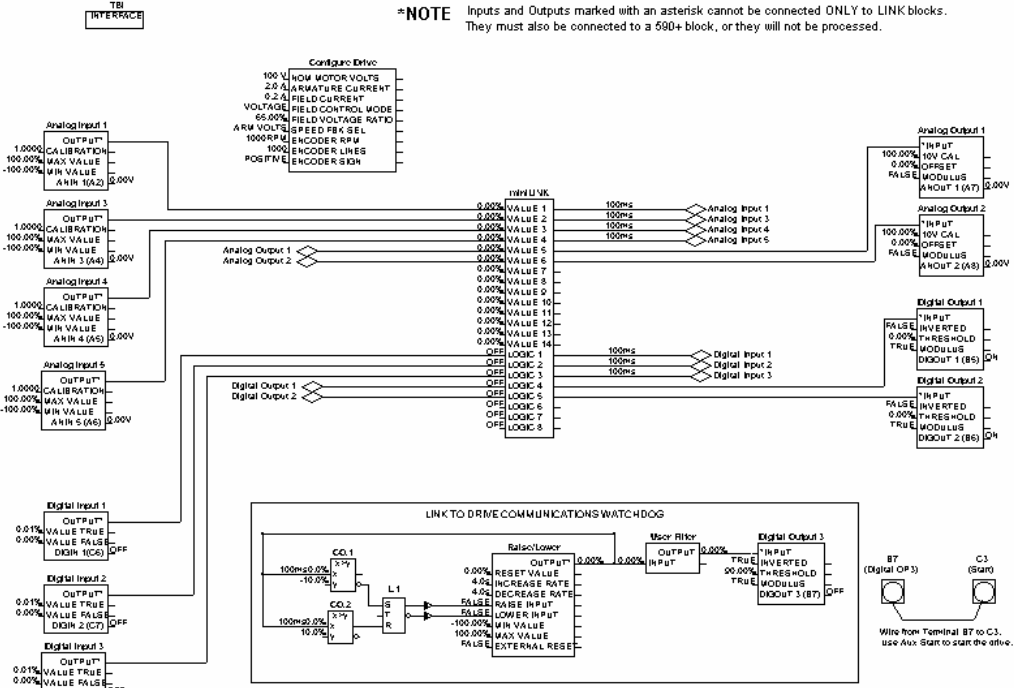 TBI
INTERFACE
*NOTE Inputs and Outputs marked with an asterisk cannot be connected ONLY to LINK blocks.
They must also be connected to a 590+ block, or they will not be processed.
Configure Drive
100 V NOM MOTOR VOLTS
2.0 A ARMATURE CURRENT
0.2 A FIELD CURRENT
VOLTAGE FIELD CONTROL MODE
65.00% FIELD VOLTAGE RATIO
ARM VOLTS SPEED FBK SEL
1000RPM ENCODER RPM
1000 ENCODER LINES
POSITIVE ENCODER SIGN
Analog Input 1
OUTPUT*
1.0000 CALIBRATION
100.00% MAX VALUE
-100.00% MIN VALUE
ANIN 1(A2) 0.00V
Analog Input 3
OUTPUT*
1.0000 CALIBRATION
100.00% MAX VALUE
-100.00% MIN VALUE
ANIN 3 (A4) 0.00V
Analog Input 4
OUTPUT*
1.0000 CALIBRATION
100.00% MAX VALUE
-100.00% MIN VALUE
ANIN 4 (A5) 0.00V
Analog Input 5
OUTPUT*
1.0000 CALIBRATION
100.00% MAX VALUE
-100.00% MIN VALUE
ANIN 5 (A6) 0.00V
Digital Input 1
OUTPUT*
0.01% VALUE TRUE
0.00% VALUE FALSE
DIGIN 1(C6) OFF
Digital Input 2
OUTPUT*
0.01% VALUE TRUE
0.00% VALUE FALSE
DIGIN 2 (C7) OFF
Digital Input 3
OUTPUT*
0.01% VALUE TRUE
0.00% VALUE FALSE
miniLINK
0.00% VALUE 1 100ms Analog Input 1
0.00% VALUE 2 100ms Analog Input 3
0.00% VALUE 3 100ms Analog Input 4
0.00% VALUE 4 100ms Analog Input 5
Analog Output 1 0.00% VALUE 5
Analog Output 2 0.00% VALUE 6
0.00% VALUE 7
0.00% VALUE 8
0.00% VALUE 9
0.00% VALUE 10
0.00% VALUE 11
0.00% VALUE 12
0.00% VALUE 13
0.00% VALUE 14
OFF LOGIC 1 100ms Digital Input 1
OFF LOGIC 2 100ms Digital Input 2
OFF LOGIC 3 100ms Digital Input 3
Digital Output 1 OFF LOGIC 4
Digital Output 2 OFF LOGIC 5
OFF LOGIC 6
OFF LOGIC 7
OFF LOGIC 8
Analog Output 1
*INPUT
100.00% 10V CAL
0.00% OFFSET
FALSE MODULUS
ANOUT 1 (A7) 0.00V
Analog Output 2
*INPUT
100.00% 10V CAL
0.00% OFFSET
FALSE MODULUS
ANOUT 2 (A8) 0.00V
Digital Output 1
*INPUT
FALSE INVERTED
0.00% THRESHOLD
TRUE MODULUS
DIGOUT 1 (B5) ON
Digital Output 2
*INPUT
FALSE INVERTED
0.00% THRESHOLD
TRUE MODULUS
DIGOUT 2 (B6) ON
LINK TO DRIVE COMMUNICATIONS WATCHDOG
CO.1
X>Y
100ms 0.0% X
-10.0% Y
CO.2
X>Y
100ms 0.0% X
10.0% Y
L1
S
T
R
Raise/Lower
OUTPUT* 0.00%
0.00% RESET VALUE
4.0s INCREASE RATE
4.0s DECREASE RATE
FALSE RAISE INPUT
FALSE LOWER INPUT
-100.00% MIN VALUE
100.00% MAX VALUE
FALSE EXTERNAL RESET
User Filter
OUTPUT 0.00%
0.00% INPUT
Digital Output 3
*INPUT
TRUE INVERTED
90.00% THRESHOLD
TRUE MODULUS
DIGOUT 3 (B7) OFF
B7
(Digital OP3)
C3
(Start)
Wire from Terminal B7 to C3.
use Aux Start to start the drive.